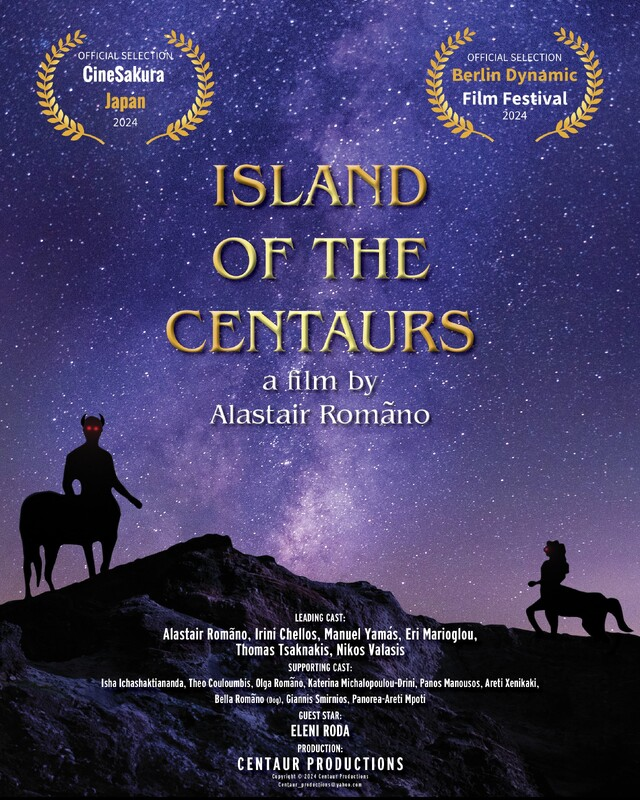 OFFICIAL SELECTION
CineSakura
Japan
2024
OFFICIAL SELECTION
Berlin Dynamic
Film Festival
2024
ISLAND
OF THE
CENTAURS
a film by
Alastair Romãno
LEADING CAST:
Alastair Romãno, Irini Chellos, Manuel Yamás, Eri Marioglou,
Thomas Tsaknakis, Nikos Valasis
SUPPORTING CAST:
Isha Ichashaktiananda, Theo Couloumbis, Olga Romãno, Katerina Michalopoulou-Drini, Panos Manousos, Areti Xenikaki,
Bella Romãno (Dog), Giannis Smirnios, Panorea-Areti Mpoti
GUEST STAR:
ELENI RODA
PRODUCTION:
CENTAUR PRODUCTIONS
Copyright © 2024 Centaur Productions
Centaur_productions@yahoo.com